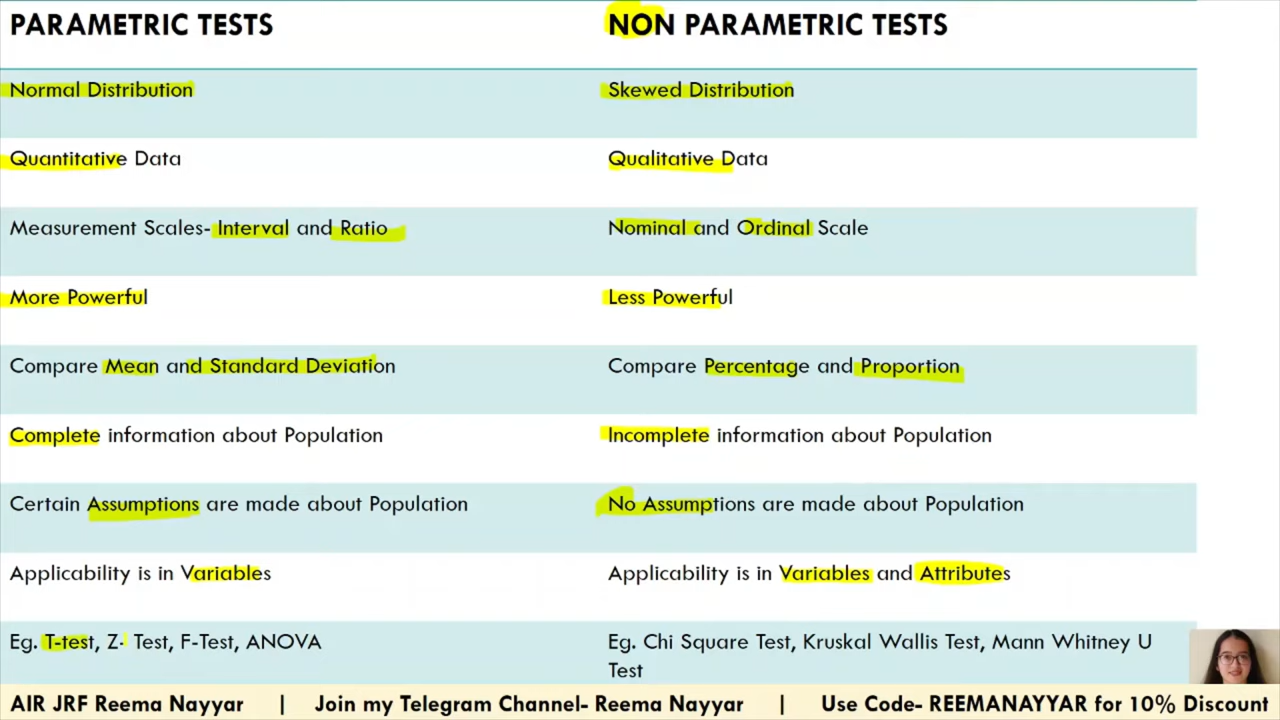 PARAMETRIC TESTS
NON PARAMETRIC TESTS
Normal Distribution
Skewed Distribution
Quantitative Data
Qualitative Data
Measurement Scales- Interval and Ratio
Nominal and Ordinal Scale
More Powerful
Less Powerful
Compare Mean and Standard Deviation
Compare Percentage and Proportion
Complete information about Population
Incomplete information about Population
Certain Assumptions are made about Population
No Assumptions are made about Population
Applicability is in Variables
Applicability is in Variables and Attributes
Eg. T-test, Z- Test, F-Test, ANOVA
Eg. Chi Square Test, Kruskal Wallis Test, Mann Whitney U
Test
AIR JRF Reema Nayyar | Join my Telegram Channel- Reema Nayyar | Use Code- REEMANAYYAR for 10% Discount